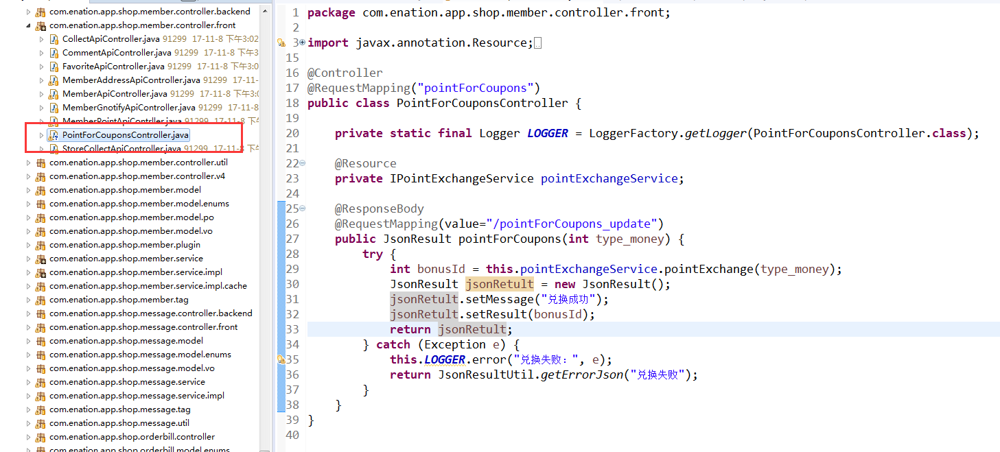 com.enation.app.shop.member.controller.backend
com.enation.app.shop.member.controller.front
CollectApiController.java 91299 17-11-8 下午3:02
CommentApiController.java 91299 17-11-8 下午3
FavoriteApiController.java 91299 17-11-8 下午3:0
MemberAddressApiController.java 91299 17-11-
MemberApiController.java 91299 17-11-8 下午3:0
MemberGnotifyApiController.java 91299 17-11-8
MemberPointApiContrller.java 91299 17-11-8 下午
PointForCouponsController.java
StoreCollectApiController.java 91299 17-11-8 下午
com.enation.app.shop.member.controller.util
com.enation.app.shop.member.controller.v4
com.enation.app.shop.member.model
com.enation.app.shop.member.model.enums
com.enation.app.shop.member.model.po
com.enation.app.shop.member.model.vo
com.enation.app.shop.member.plugin
com.enation.app.shop.member.service
com.enation.app.shop.member.service.impl
com.enation.app.shop.member.service.impl.cache
com.enation.app.shop.member.tag
com.enation.app.shop.message.controller.backend
com.enation.app.shop.message.controller.front
com.enation.app.shop.message.model
com.enation.app.shop.message.model.enums
com.enation.app.shop.message.model.vo
com.enation.app.shop.message.service
com.enation.app.shop.message.service.impl
com.enation.app.shop.message.tag
com.enation.app.shop.message.util
com.enation.app.shop.orderbill.controller
com.enation.app.shop.orderbill.model.enums
1 package com.enation.app.shop.member.controller.front;
2
3 import javax.annotation.Resource;
15
16 @Controller
17 @RequestMapping("pointForCoupons")
18 public class PointForCouponsController {
19
20 private static final Logger LOGGER = LoggerFactory.getLogger(PointForCouponsController.class);
21
22 @Resource
23 private IPointExchangeService pointExchangeService;
24
25 @ResponseBody
26 @RequestMapping(value="/pointForCoupons_update")
27 public JsonResult pointForCoupons(int type_money) {
28 try {
29 int bonusId = this.pointExchangeService.pointExchange(type_money);
30 JsonResult jsonRetult = new JsonResult();
31 jsonRetult.setMessage("兑换成功");
32 jsonRetult.setResult(bonusId);
33 return jsonRetult;
34 } catch (Exception e) {
35 this.LOGGER.error("兑换失败：", e);
36 return JsonResultUtil.getErrorJson("兑换失败");
37 }
38 }
39 }
40